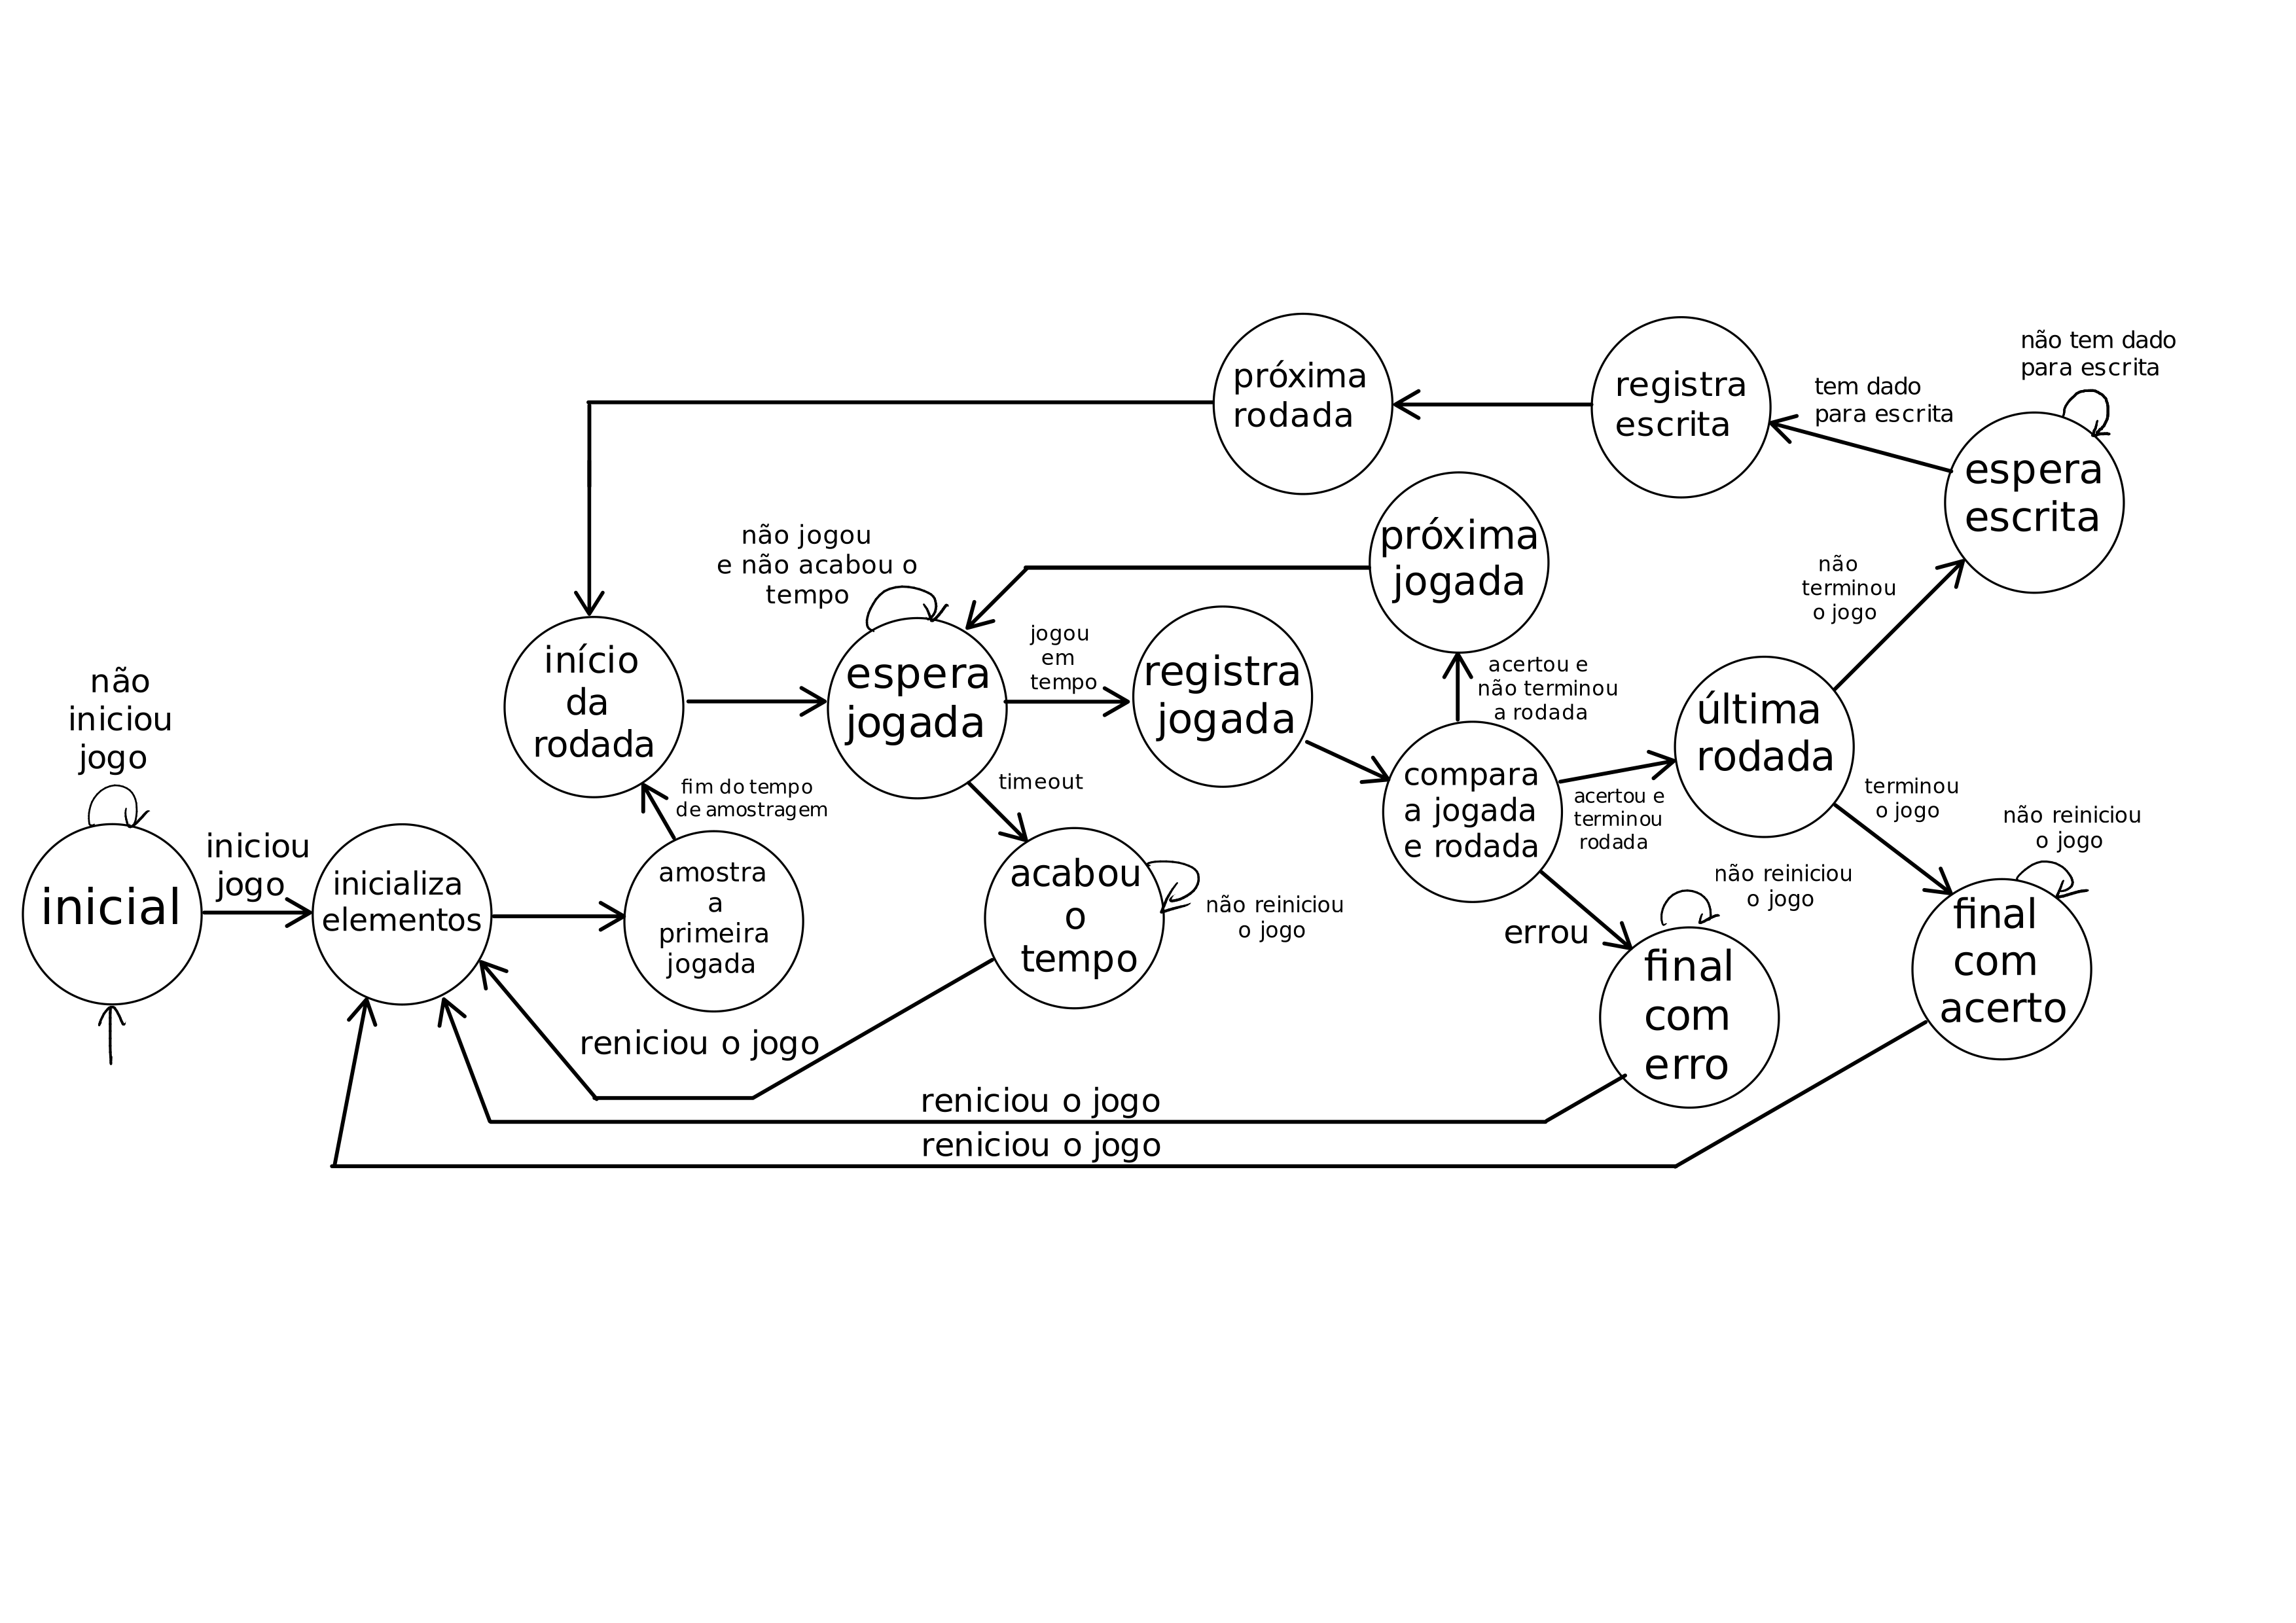 próxima
rodada
registra
escrita
tem dado
para escrita
não tem dado
para escrita
espera
escrita
não jogou
e não acabou o
tempo
próxima
jogada
não
terminou
o jogo
não
iniciou
jogo
início
da
rodada
espera
jogada
jogou
em
tempo
registra
jogada
acertou e
não terminou
a rodada
última
rodada
fim do tempo
de amostragem
timeout
compara
a jogada
e rodada
acertou e
terminou
rodada
terminou
o jogo
não reiniciou
o jogo
inicial
iniciou
jogo
inicializa
elementos
amostra
a
primeira
jogada
acabou
o
tempo
não reiniciou
o jogo
errou
não reiniciou
o jogo
final
com
erro
final
com
acerto
reniciou o jogo
reniciou o jogo
reniciou o jogo